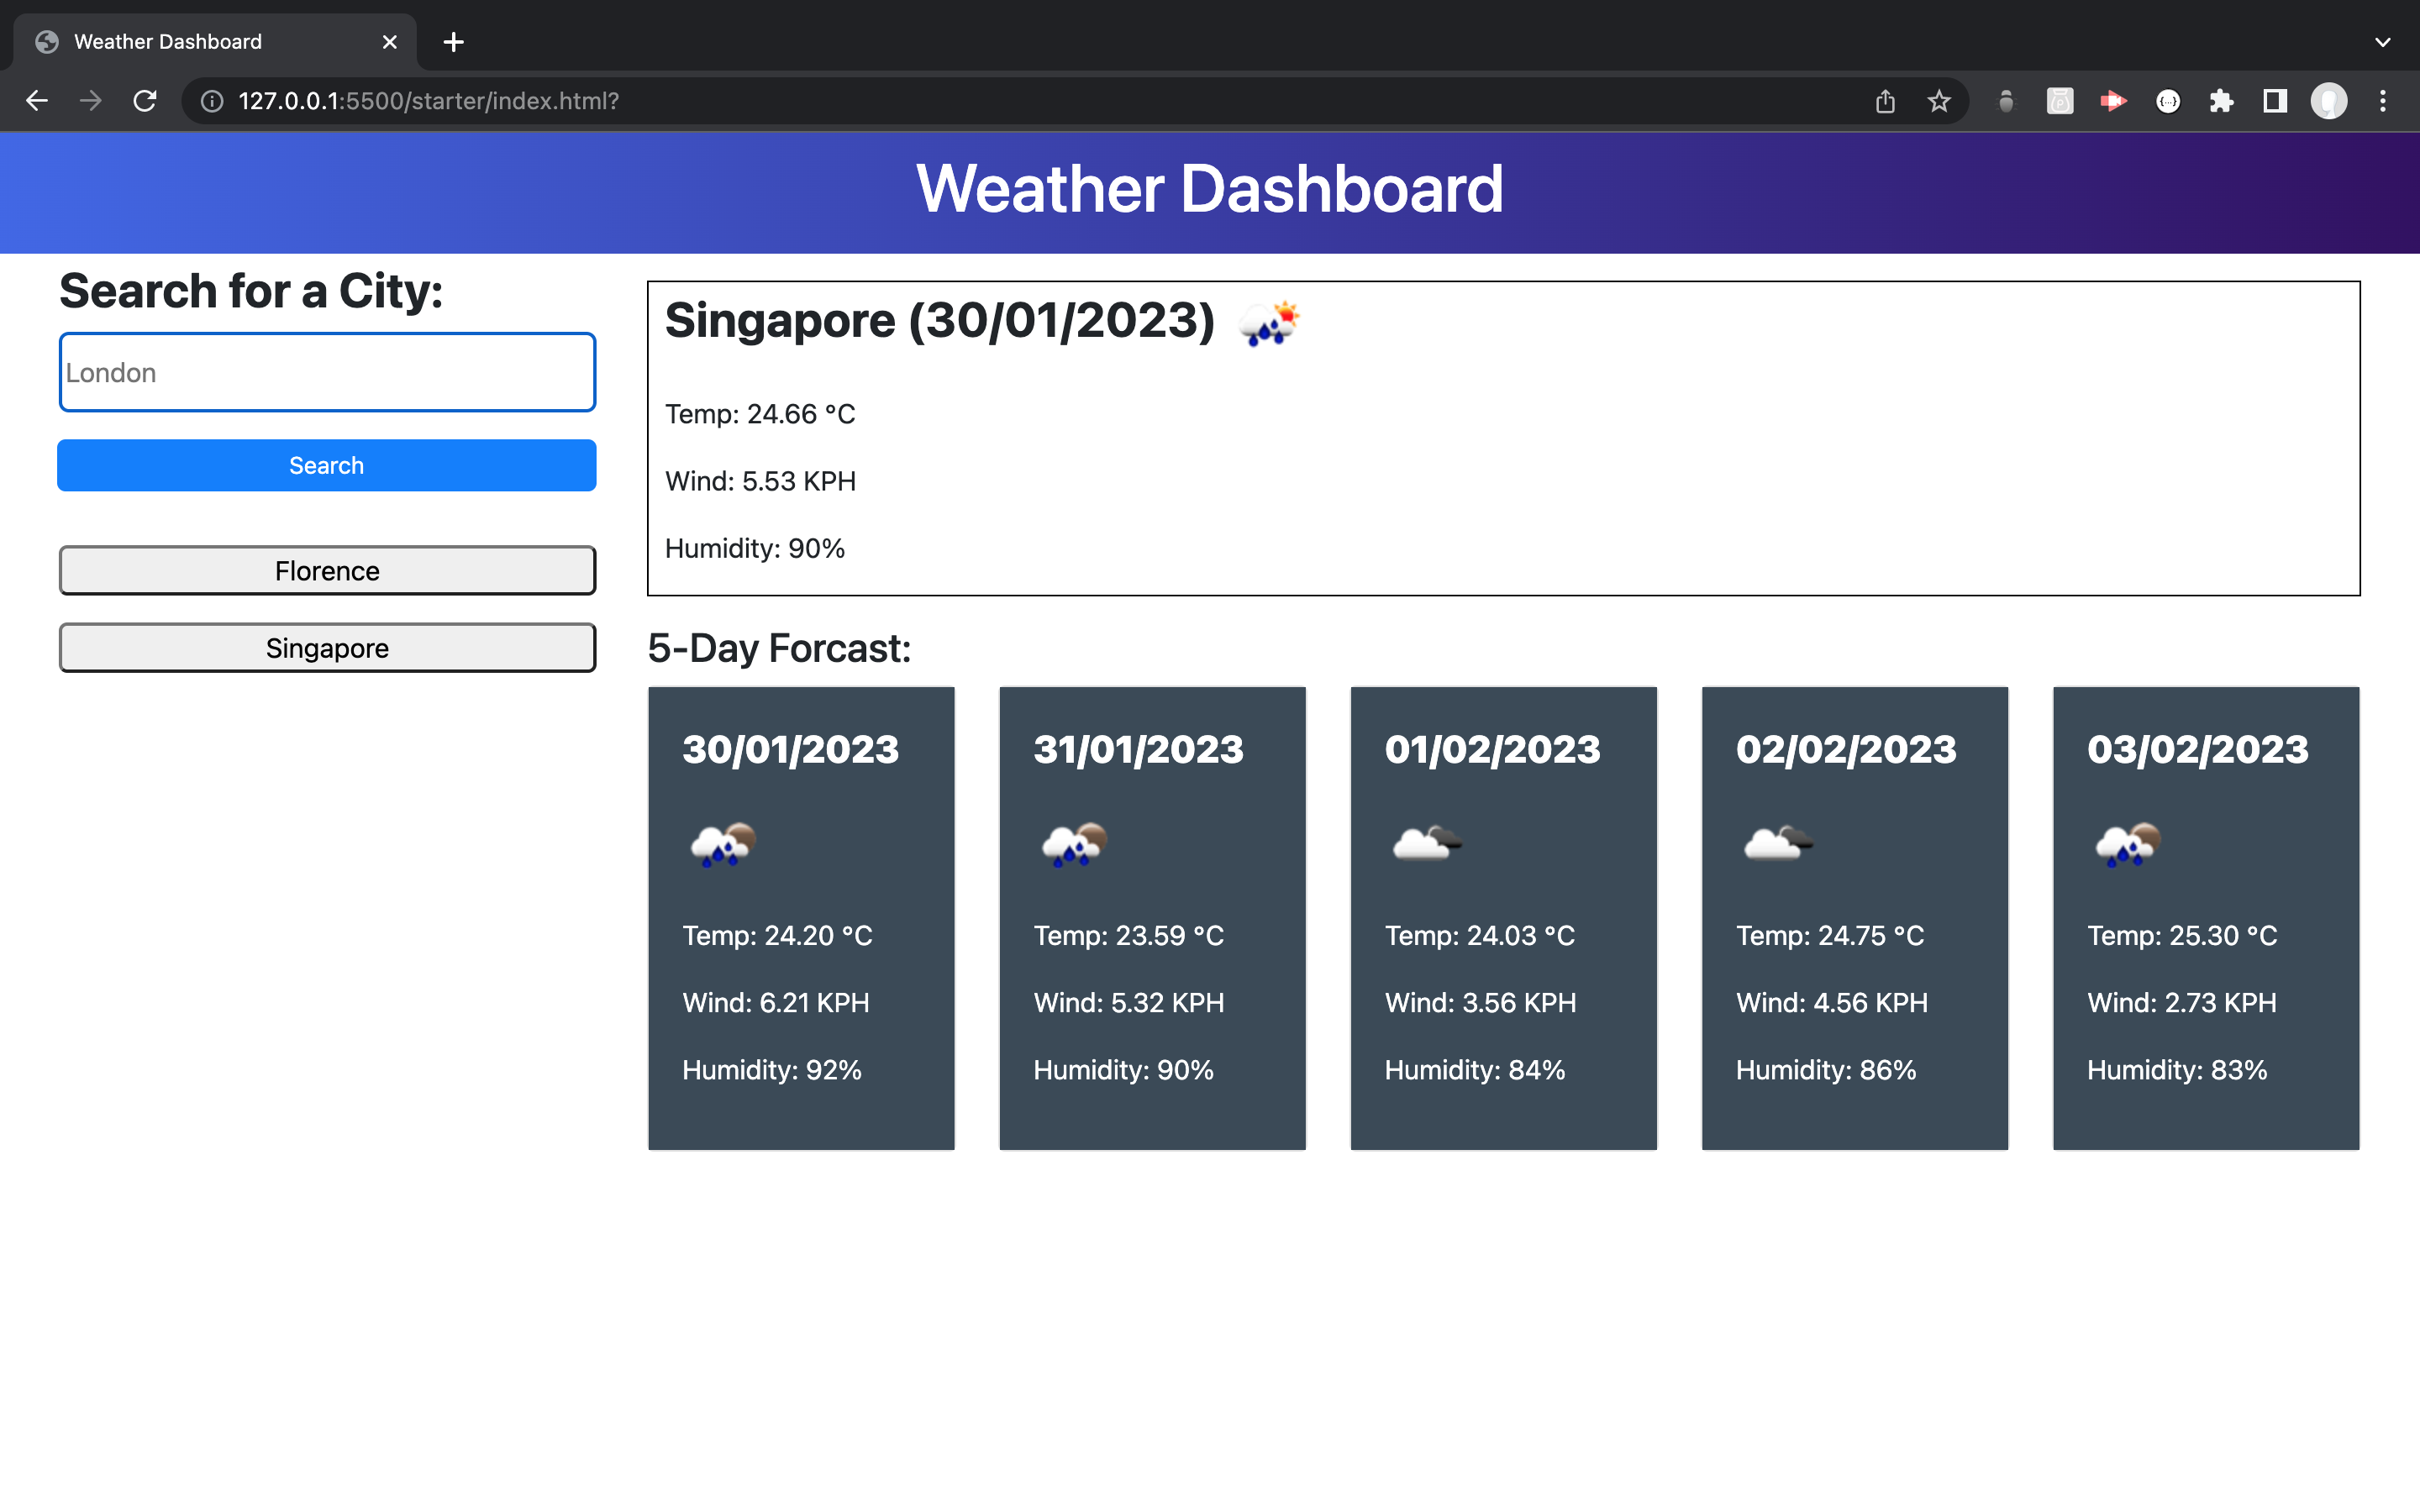 Weather Dashboard
127.0.0.1:5500/starter/index.html?
Weather Dashboard
Search for a City:
London
Search
Florence
Singapore
Singapore (30/01/2023)
Temp: 24.66 °C
Wind: 5.53 KPH
Humidity: 90%
5-Day Forcast:
30/01/2023
Temp: 24.20 °C
Wind: 6.21 KPH
Humidity: 92%
31/01/2023
Temp: 23.59 °C
Wind: 5.32 KPH
Humidity: 90%
01/02/2023
Temp: 24.03 °C
Wind: 3.56 KPH
Humidity: 84%
02/02/2023
Temp: 24.75 °C
Wind: 4.56 KPH
Humidity: 86%
03/02/2023
Temp: 25.30 °C
Wind: 2.73 KPH
Humidity: 83%